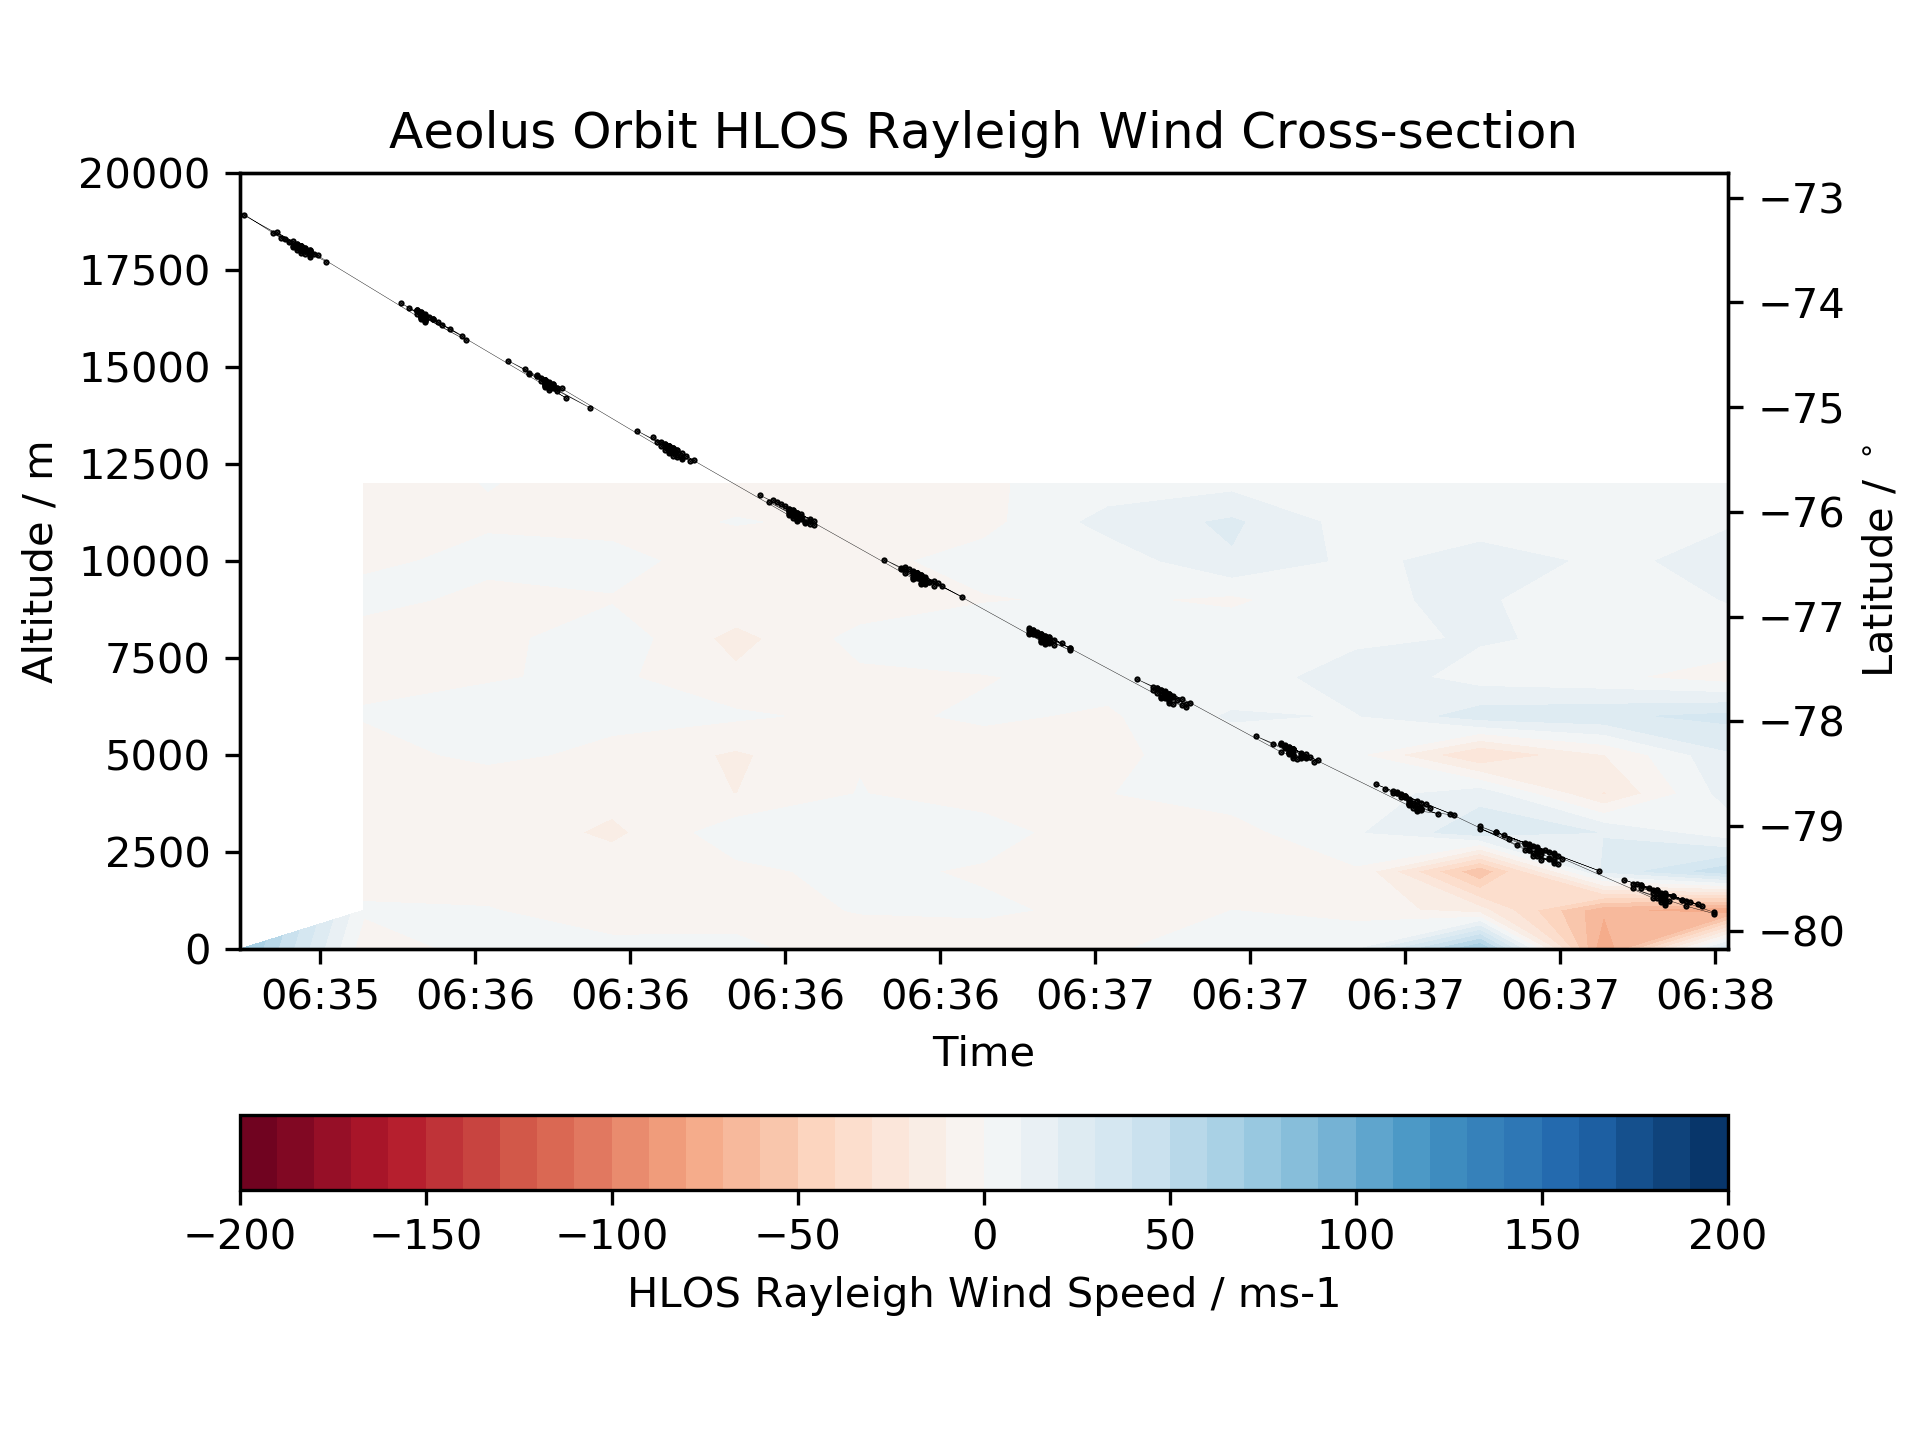 Aeolus Orbit HLOS Rayleigh Wind Cross-section
20000
17500
15000
12500
10000
7500
5000
2500
0
Altitude / m
−73
−74
−75
−76
−77
−78
−79
−80
Latitude / °
06:35 06:36 06:36 06:36 06:36 06:37 06:37 06:37 06:37 06:38
Time
−200 −150 −100 −50 0 50 100 150 200
HLOS Rayleigh Wind Speed / ms-1